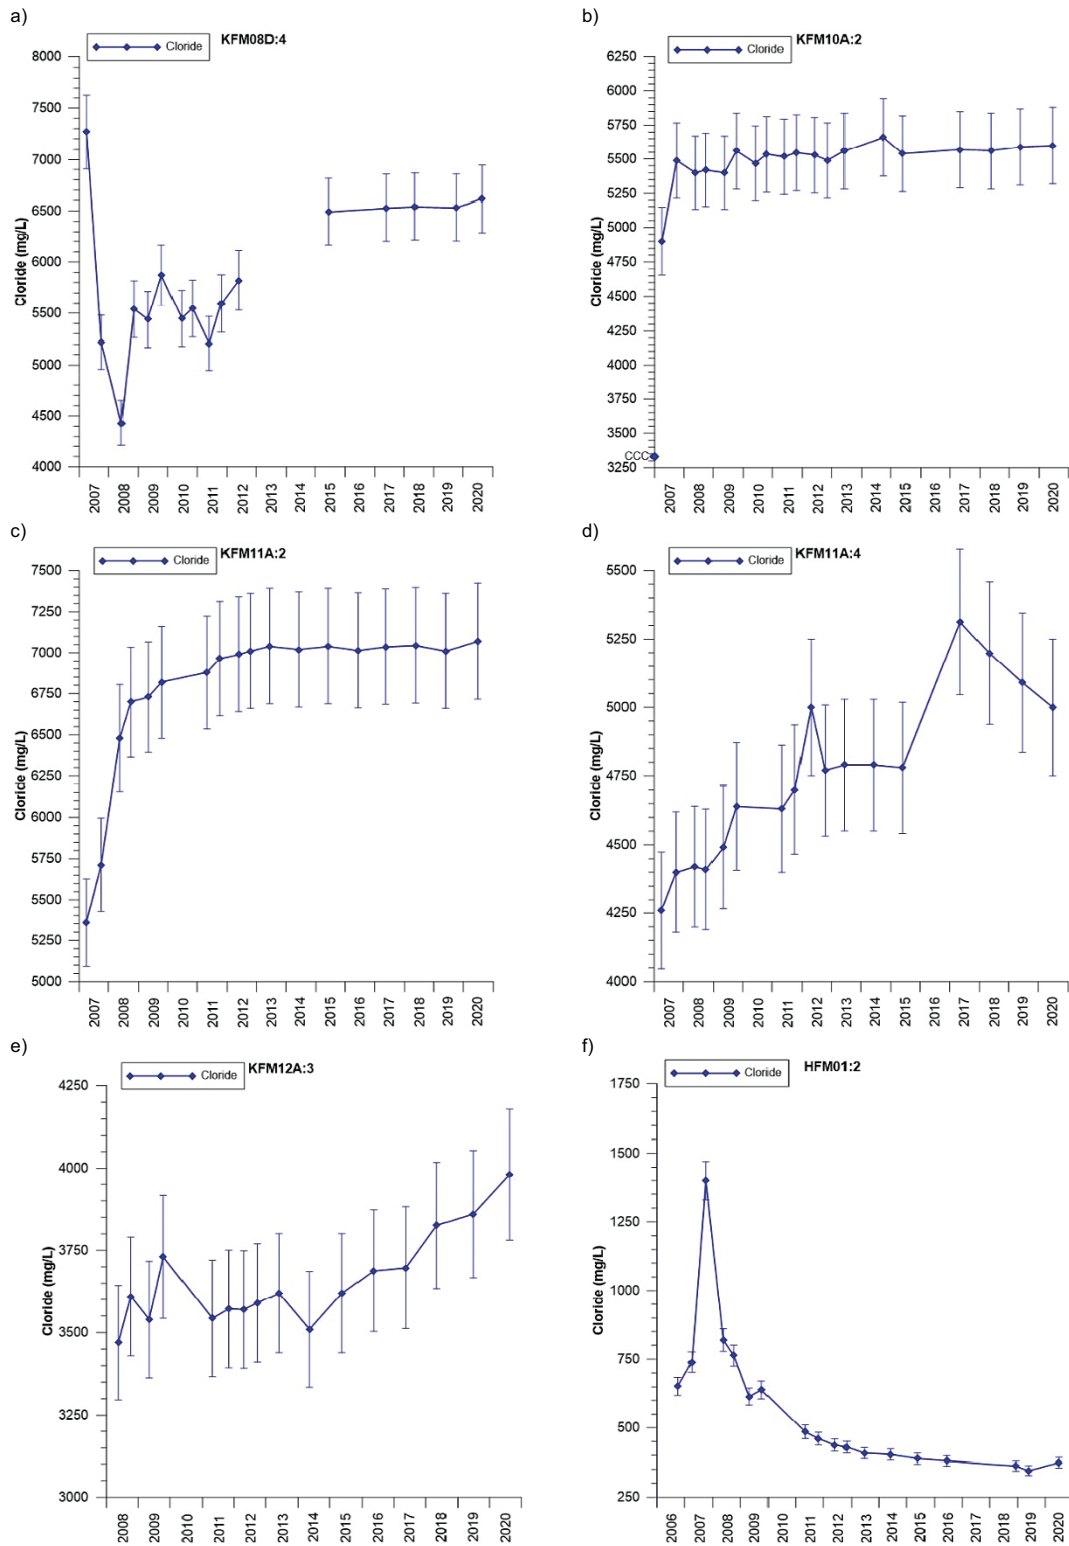 a)
Cloride
KFM08D:4
8000
7500
7000
6500
6000
5500
5000
4500
4000
Cloride (mg/L)
2007 2008 2009 2010 2011 2012 2013 2014 2015 2016 2017 2018 2019 2020
b)
Cloride
KFM10A:2
6250
6000
5750
5500
5250
5000
4750
4500
4250
4000
3750
3500
3250
CCC
Cloride (mg/L)
2007 2008 2009 2010 2011 2012 2013 2014 2015 2016 2017 2018 2019 2020
c)
Cloride
KFM11A:2
7500
7250
7000
6750
6500
6250
6000
5750
5500
5250
5000
Cloride (mg/L)
2007 2008 2009 2010 2011 2012 2013 2014 2015 2016 2017 2018 2019 2020
d)
Cloride
KFM11A:4
5500
5250
5000
4750
4500
4250
4000
Cloride (mg/L)
2007 2008 2009 2010 2011 2012 2013 2014 2015 2016 2017 2018 2019 2020
e)
Cloride
KFM12A:3
4250
4000
3750
3500
3250
3000
Cloride (mg/L)
2008 2009 2010 2011 2012 2013 2014 2015 2016 2017 2018 2019 2020
f)
Cloride
HFM01:2
1750
1500
1250
1000
750
500
250
Cloride (mg/L)
2006 2007 2008 2009 2010 2011 2012 2013 2014 2015 2016 2017 2018 2019 2020